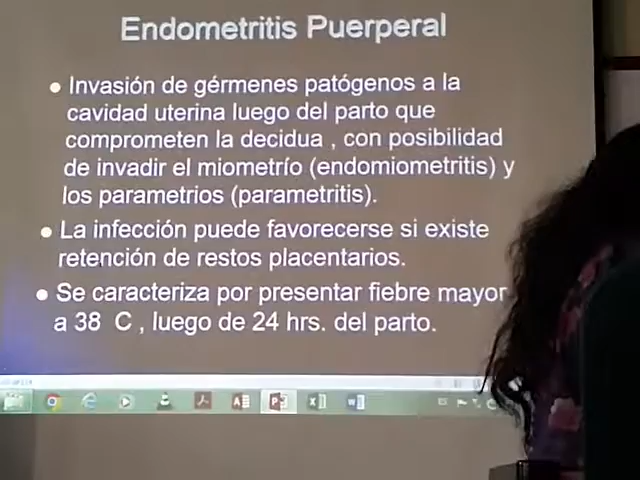 Endometritis Puerperal
• Invasión de gérmenes patógenos a la
cavidad uterina luego del parto que
comprometen la decidua , con posibilidad
de invadir el miometrío (endomiometritis) y
los parametrios (parametritis).
• La infección puede favorecerse si existe
retención de restos placentarios.
• Se caracteriza por presentar fiebre mayor
a 38 C , luego de 24 hrs. del parto.